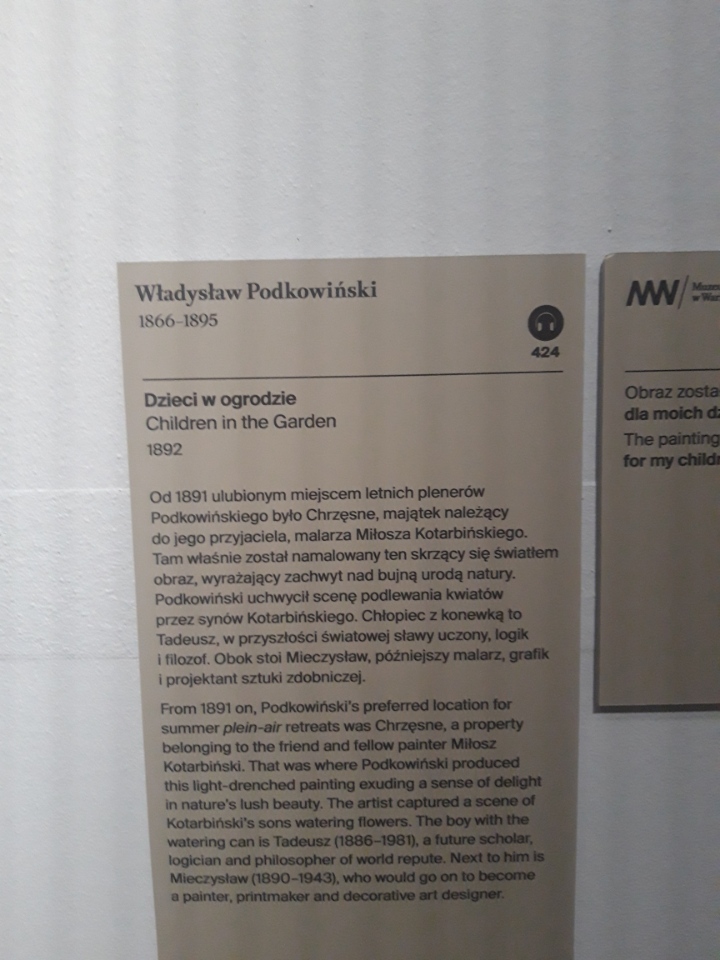 Władysław Podkowiński
1866–1895
424
Dzieci w ogrodzie
Children in the Garden
1892
Od 1891 ulubionym miejscem letnich plenerów
Podkowińskiego było Chrzęsne, majątek należący
do jego przyjaciela, malarza Miłosza Kotarbińskiego.
Tam właśnie został namalowany ten skrzący się światłem
obraz, wyrażający zachwyt nad bujną urodą natury.
Podkowiński uchwycił scenę podlewania kwiatów
przez synów Kotarbińskiego. Chłopiec z konewką to
Tadeusz, w przyszłości światowej sławy uczony, logik
i filozof. Obok stoi Mieczysław, późniejszy malarz, grafik
i projektant sztuki zdobniczej.
From 1891 on, Podkowiński's preferred location for
summer plein-air retreats was Chrzęsne, a property
belonging to the friend and fellow painter Miłosz
Kotarbiński. That was where Podkowiński produced
this light-drenched painting exuding a sense of delight
in nature's lush beauty. The artist captured a scene of
Kotarbiński's sons watering flowers. The boy with the
watering can is Tadeusz (1886–1981), a future scholar,
logician and philosopher of world repute. Next to him is
Mieczysław (1890–1943), who would go on to become
a painter, printmaker and decorative art designer.
MW
w War
Obraz zosta
dla moich
The painting
for my child